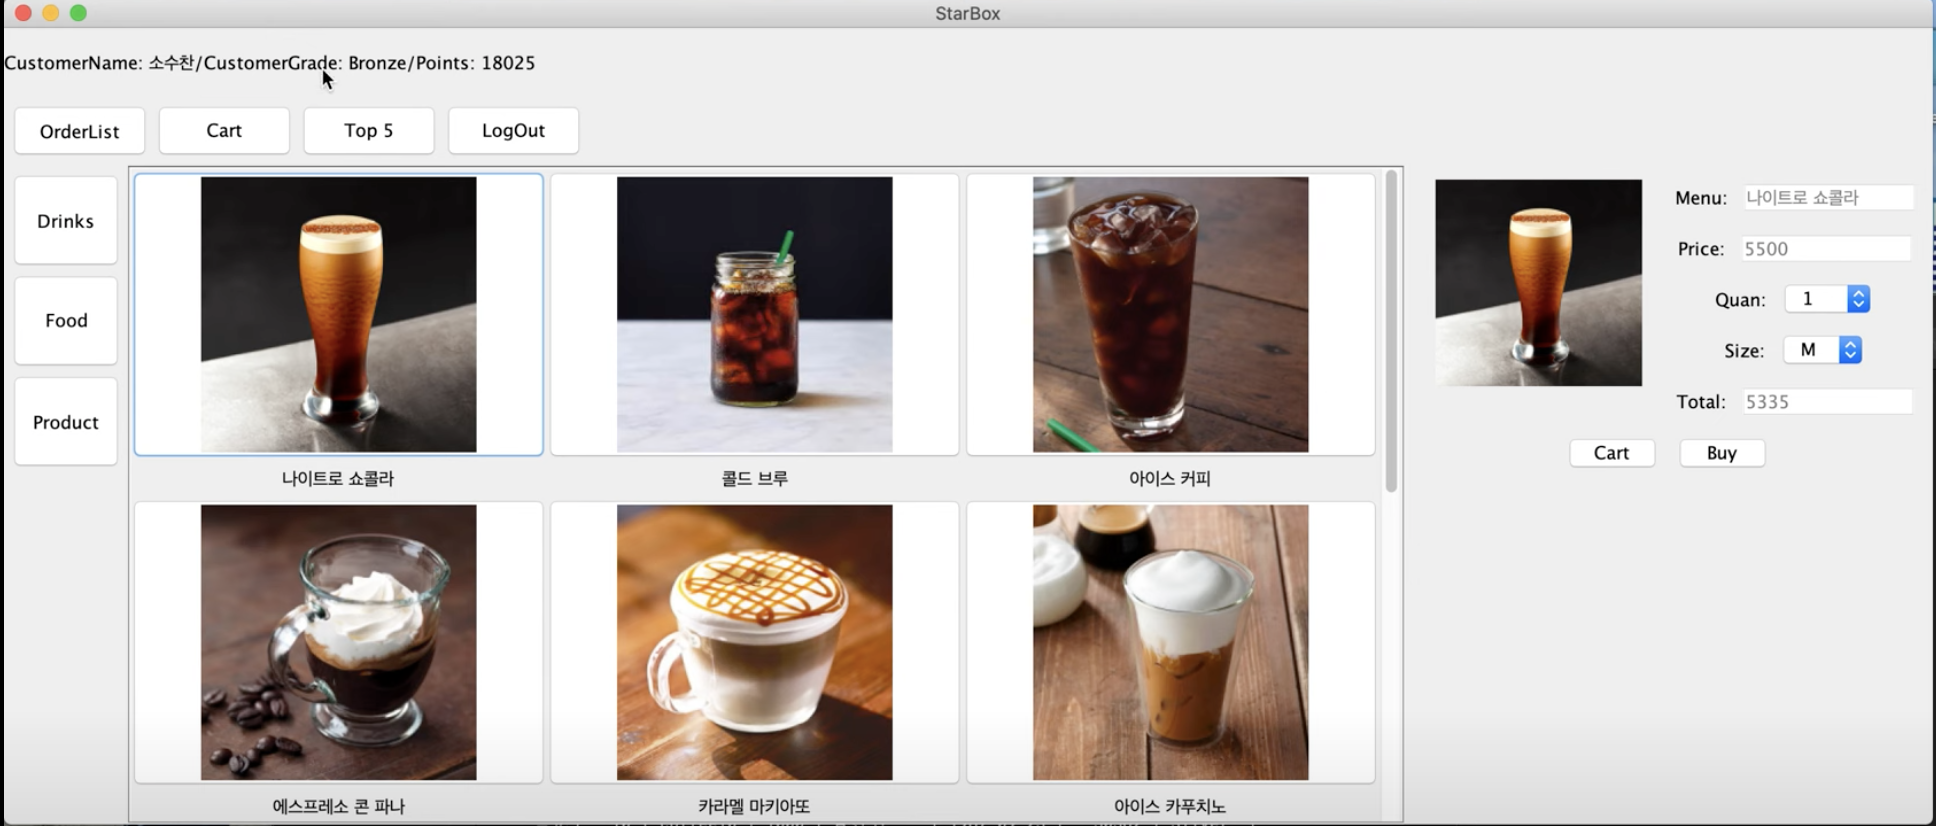 StarBox
CustomerName: 소수찬/CustomerGrade: Bronze/Points: 18025
OrderList
Cart
Top 5
LogOut
Drinks
Food
Product
나이트로 쇼콜라
콜드 브루
아이스 커피
에스프레소 콘 파나
카라멜 마키아또
아이스 카푸치노
Menu: 나이트로 쇼콜라
Price: 5500
Quan: 1
Size: M
Total: 5335
Cart
Buy